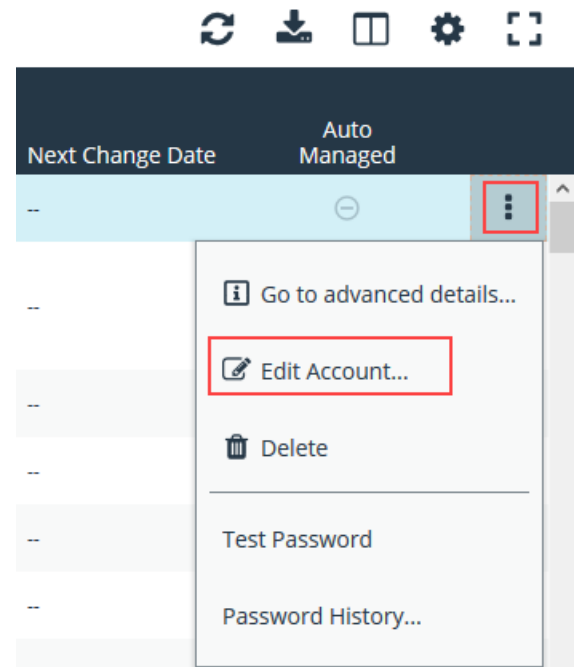 Next Change Date
Auto
Managed
--
--
--
--
--
--
Go to advanced details...
Edit Account...
Delete
Test Password
Password History...